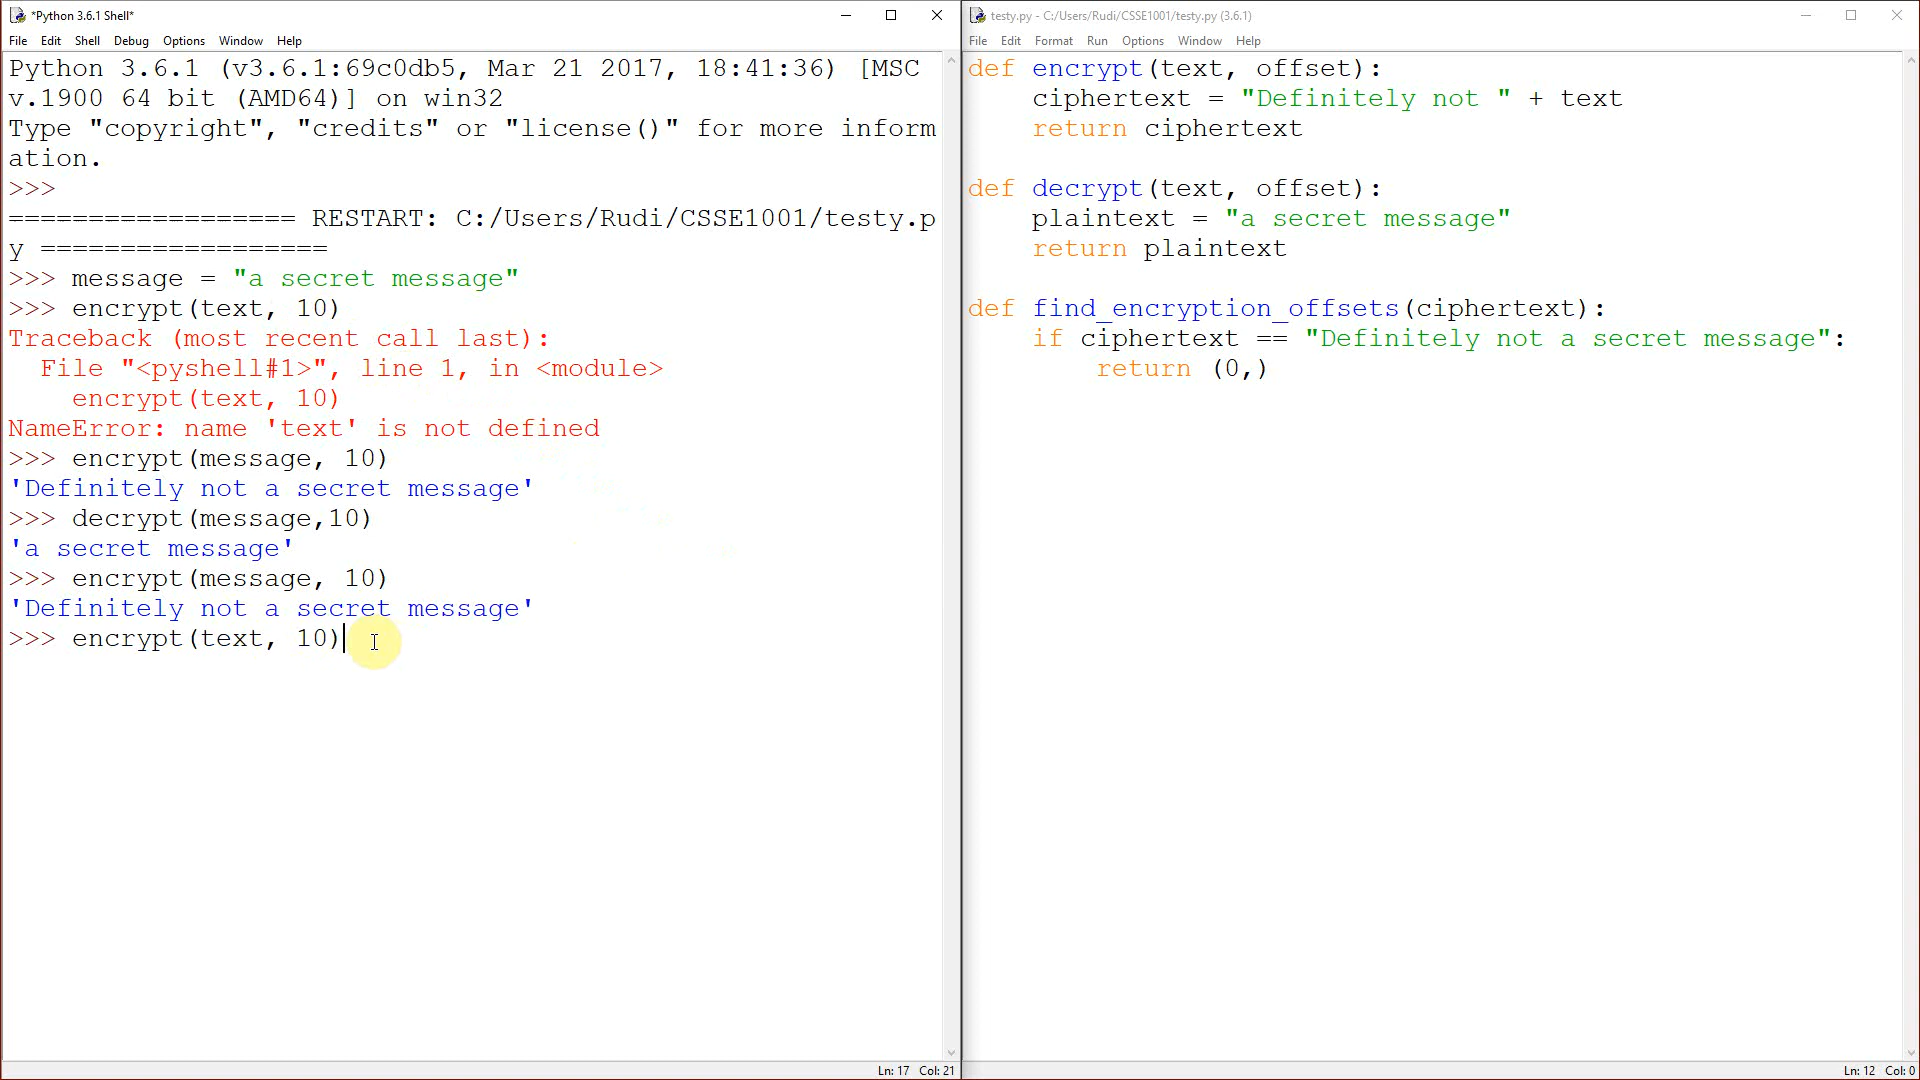 *Python 3.6.1 Shell*
File Edit Shell Debug Options Window Help
Python 3.6.1 (v3.6.1:69c0db5, Mar 21 2017, 18:41:36) [MSC
v.1900 64 bit (AMD64)] on win32
Type "copyright", "credits" or "license()" for more inform
ation.
>>>
================== RESTART: C:/Users/Rudi/CSSE1001/testy.p
y ==================
>>> message = "a secret message"
>>> encrypt(text, 10)
Traceback (most recent call last):
  File "<pyshell#1>", line 1, in <module>
    encrypt(text, 10)
NameError: name 'text' is not defined
>>> encrypt(message, 10)
'Definitely not a secret message'
>>> decrypt(message,10)
'a secret message'
>>> encrypt(message, 10)
'Definitely not a secret message'
>>> encrypt(text, 10)
Ln: 17 Col: 21
testy.py - C:/Users/Rudi/CSSE1001/testy.py (3.6.1)
File Edit Format Run Options Window Help
def encrypt(text, offset):
    ciphertext = "Definitely not " + text
    return ciphertext
def decrypt(text, offset):
    plaintext = "a secret message"
    return plaintext
def find_encryption_offsets(ciphertext):
    if ciphertext == "Definitely not a secret message":
        return (0,)
Ln: 12 Col: 0